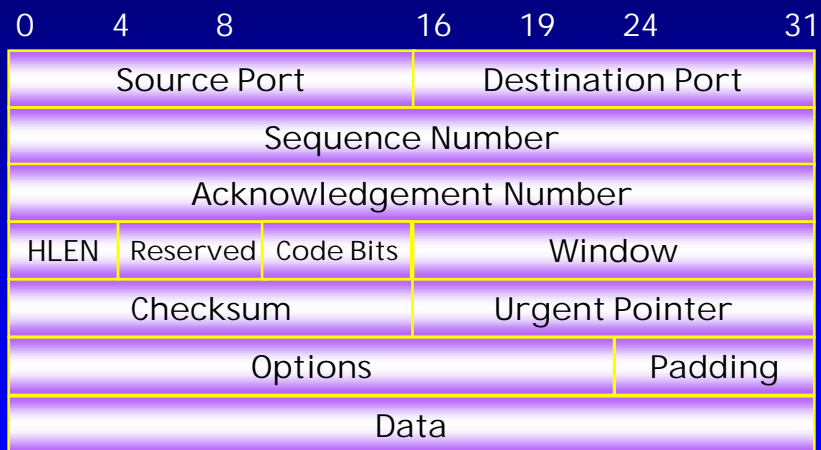 0 4 8 16 19 24 31
Source Port Destination Port
Sequence Number
Acknowledgement Number
HLEN Reserved Code Bits Window
Checksum Urgent Pointer
Options Padding
Data